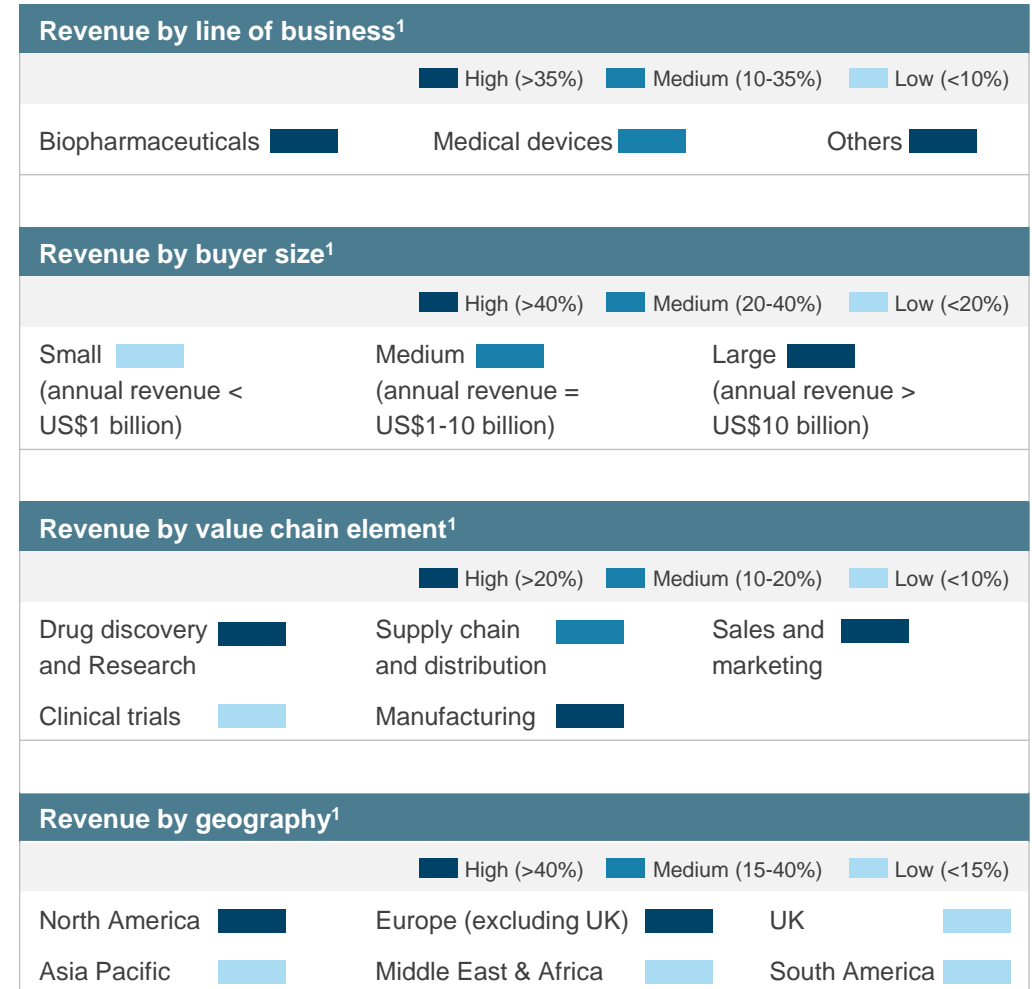 Revenue by line of business¹
High (>35%) Medium (10-35%) Low (<10%)
Biopharmaceuticals Medical devices Others
Revenue by buyer size¹
High (>40%) Medium (20-40%) Low (<20%)
Small Medium Large
(annual revenue < (annual revenue = (annual revenue >
US$1 billion) US$1-10 billion) US$10 billion)
Revenue by value chain element¹
High (>20%) Medium (10-20%) Low (<10%)
Drug discovery Supply chain Sales and
and Research and distribution marketing
Clinical trials Manufacturing
Revenue by geography¹
High (>40%) Medium (15-40%) Low (<15%)
North America Europe (excluding UK) UK
Asia Pacific Middle East & Africa South America